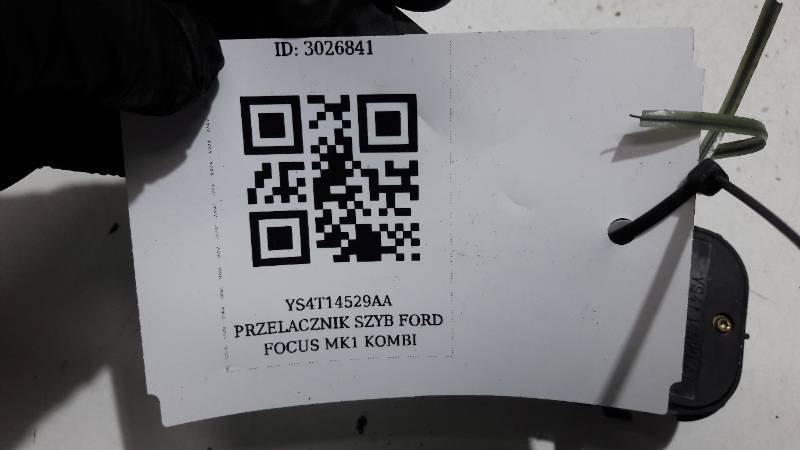 ID: 3026841
YS4T14529AA
PRZELACZNIK SZYB FORD
FOCUS MK1 KOMBI